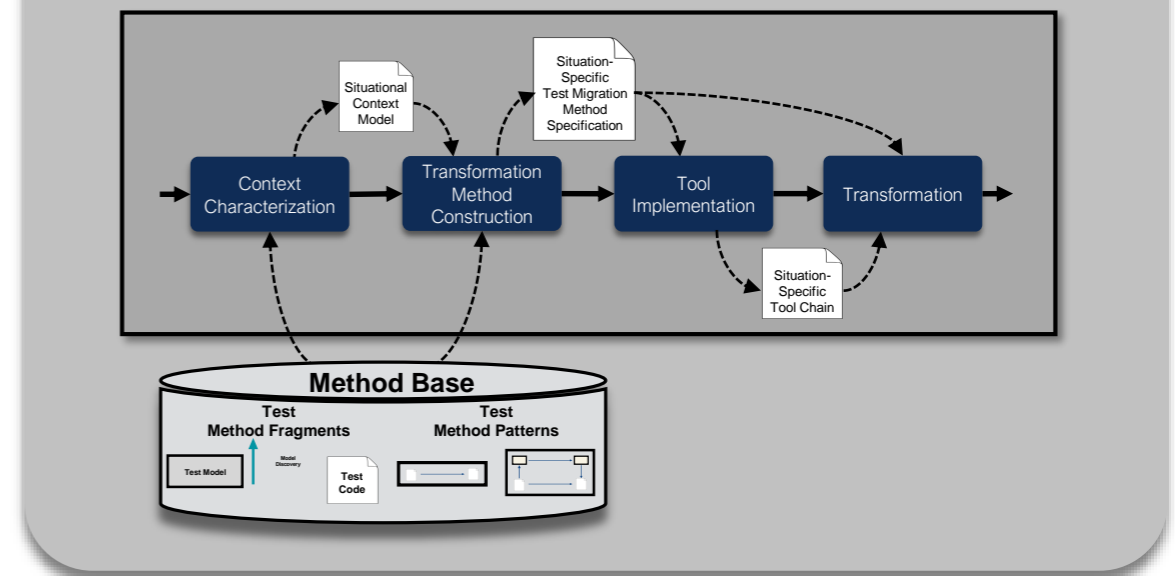 Situational
Context
Model
Situation-
Specific
Test Migration
Method
Specification
Context
Characterization
Transformation
Method
Construction
Tool
Implementation
Transformation
Situation-
Specific
Tool Chain
Method Base
Test
Method Fragments
Test
Method Patterns
Test Model
Model
Discovery
Test
Code